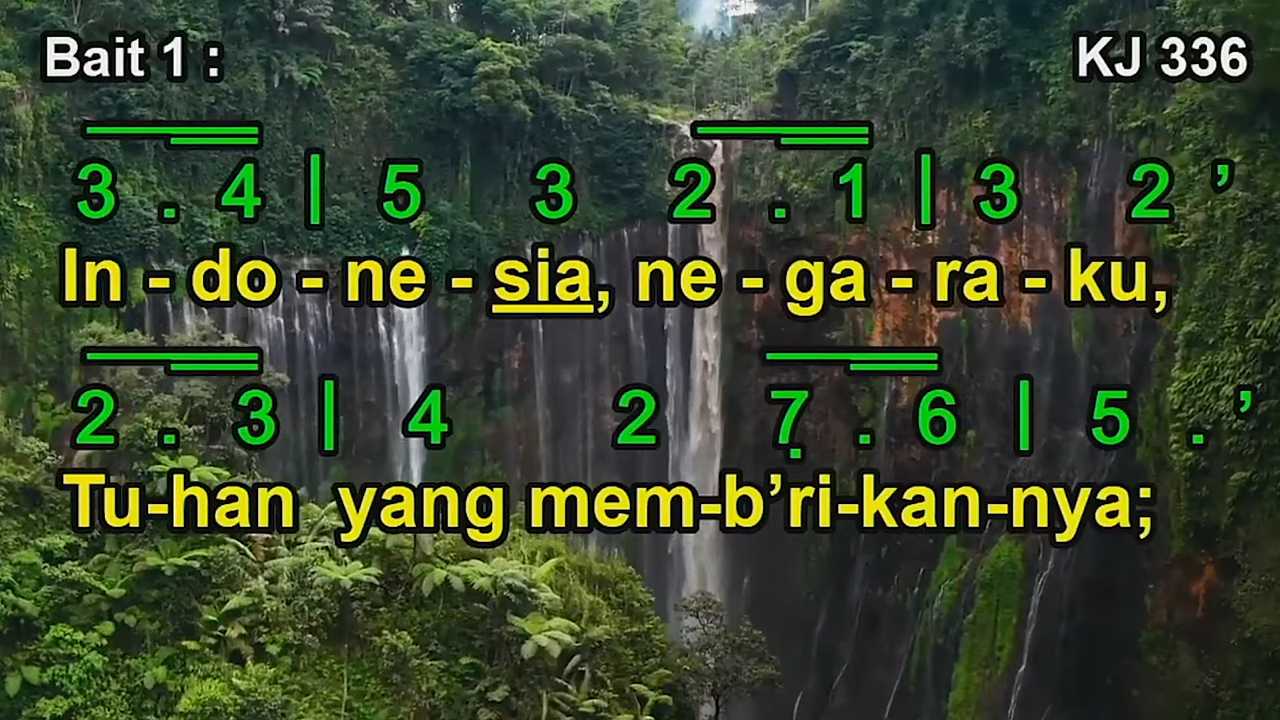 Bait 1 : KJ 336
3 . 4 | 5 3 2 . 1 | 3 2 ’
In - do - ne - sia, ne - ga - ra - ku,
2 . 3 | 4 2 7̣ . 6 | 5 . ’
Tu-han yang mem-b’ri-kan-nya;